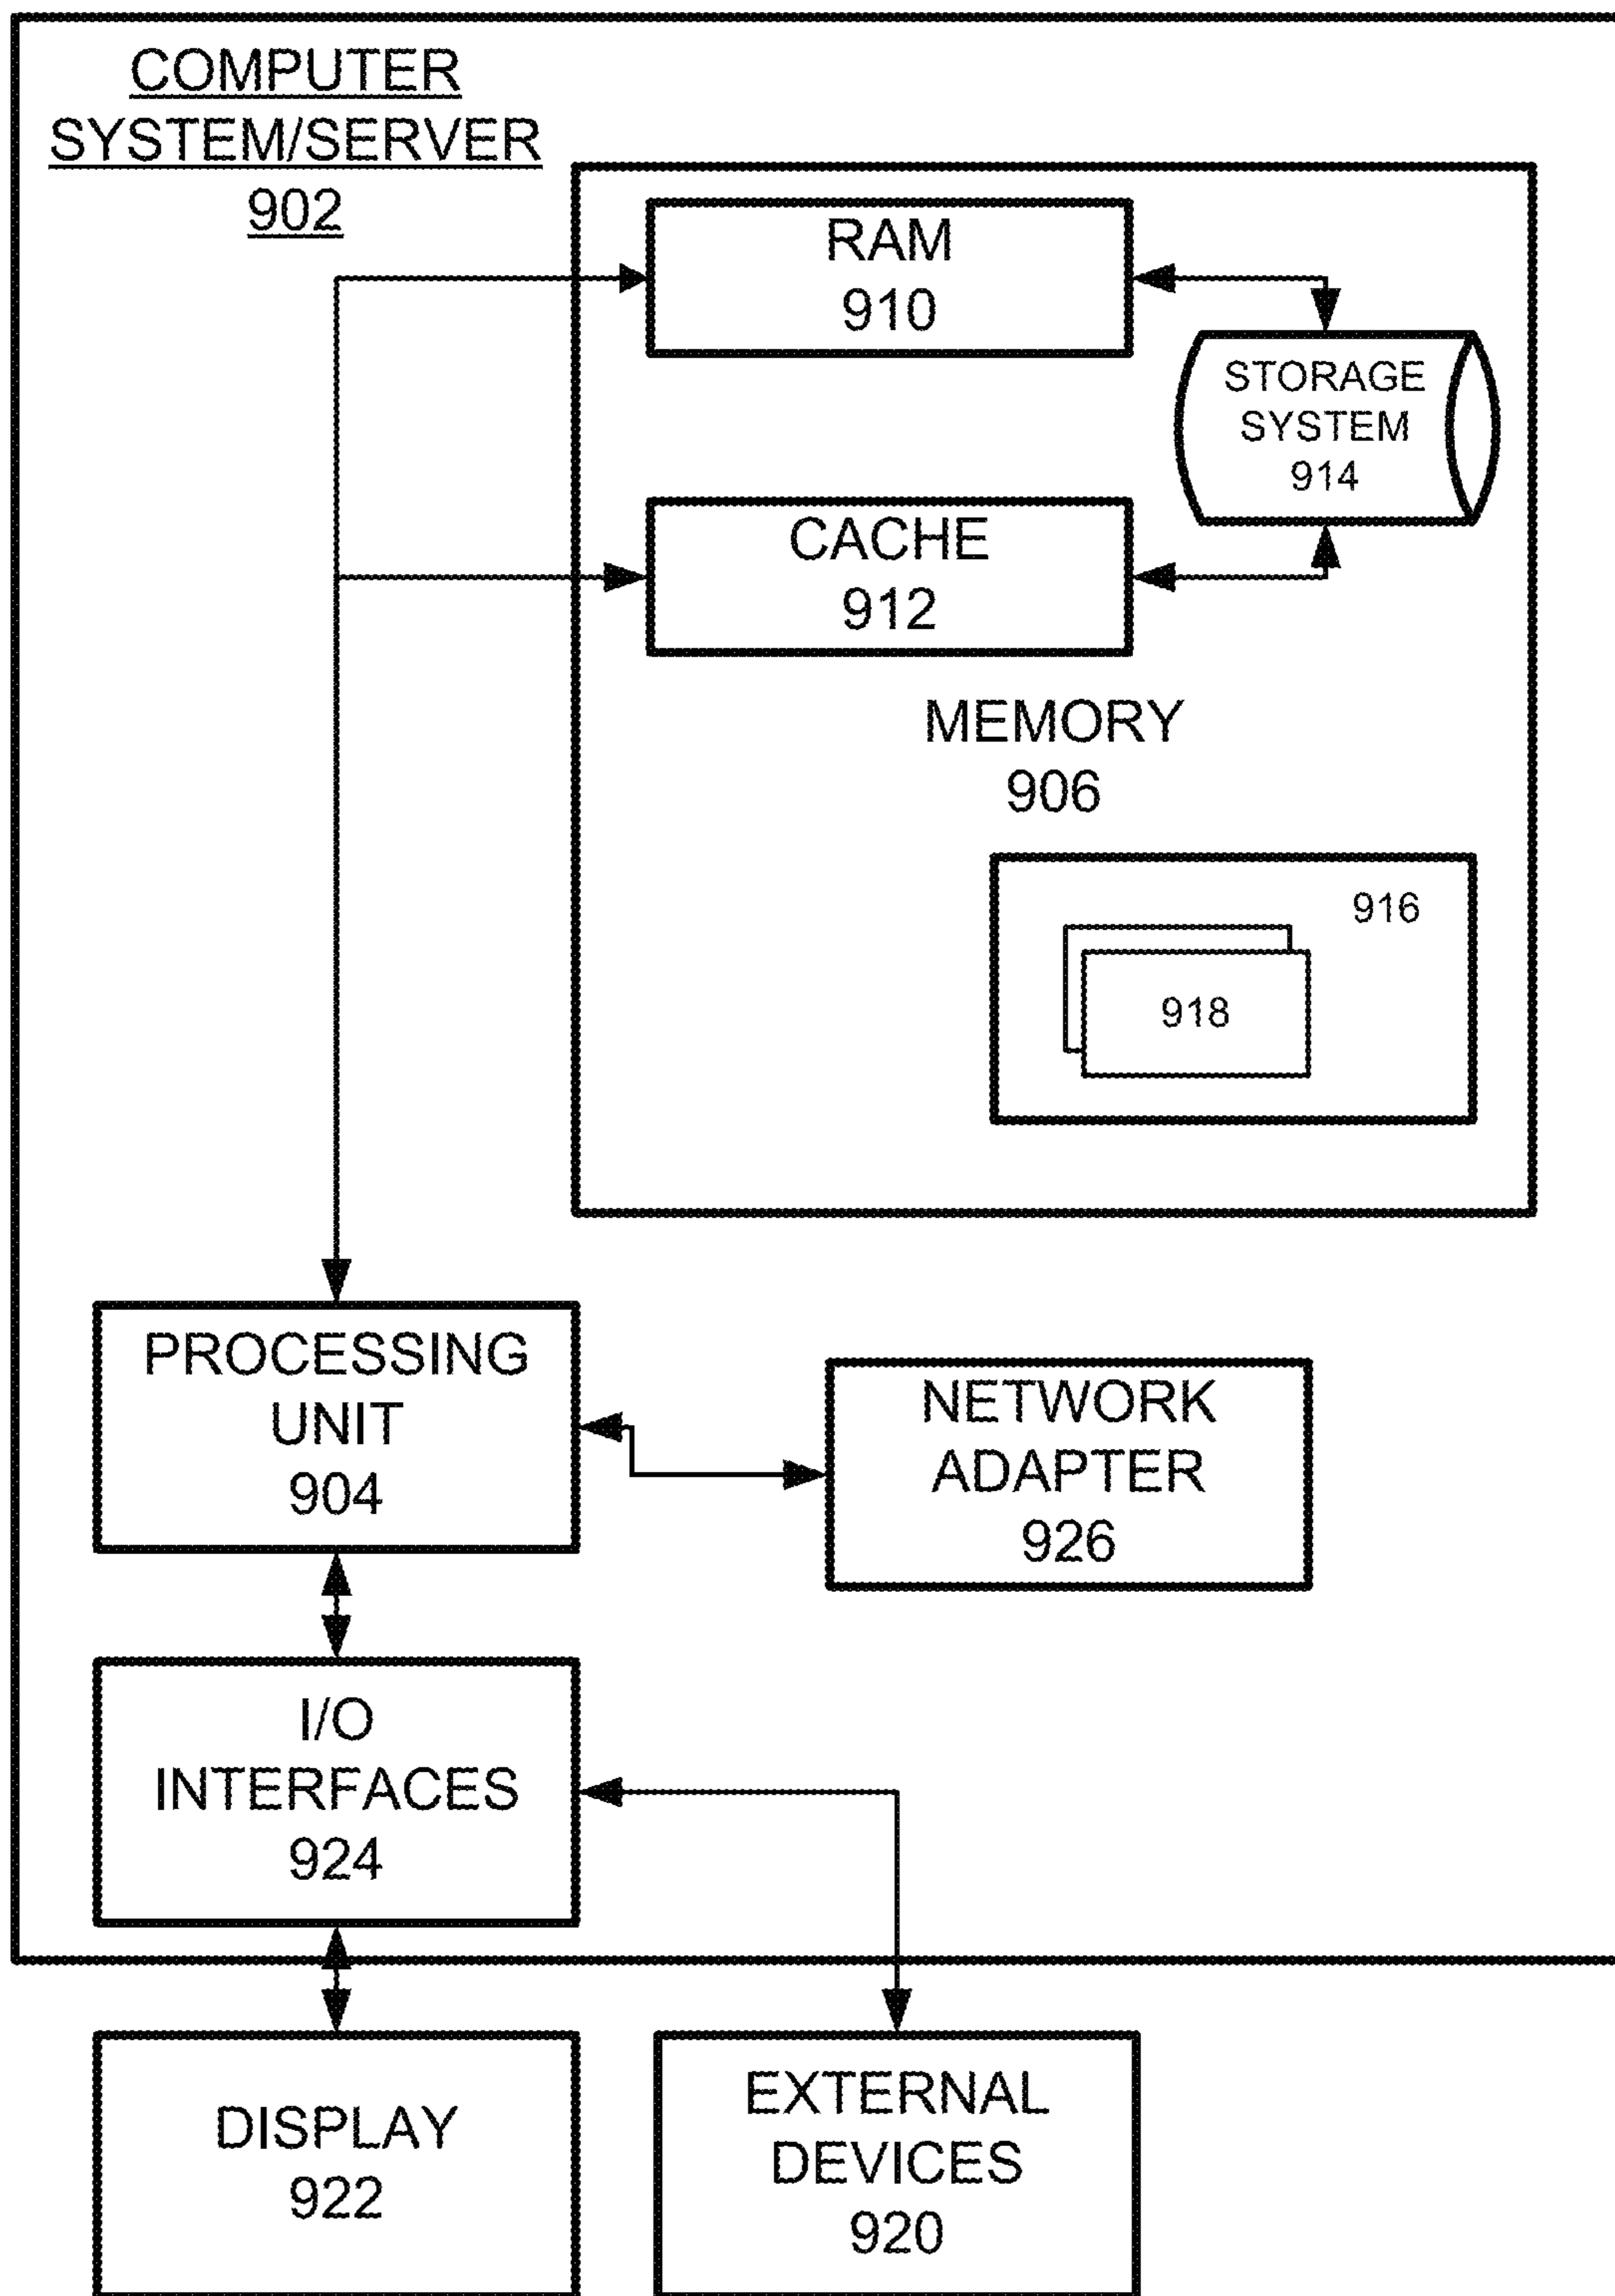 COMPUTER
SYSTEM/SERVER
902
RAM
910
STORAGE
SYSTEM
914
CACHE
912
MEMORY
906
916
918
PROCESSING
UNIT
904
NETWORK
ADAPTER
926
I/O
INTERFACES
924
DISPLAY
922
EXTERNAL
DEVICES
920